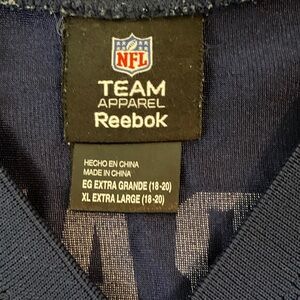 NFL
TEAM
APPAREL
Reebok
HECHO EN CHINA
MADE IN CHINA
EG EXTRA GRANDE (18-20)
XL EXTRA LARGE (18-20)